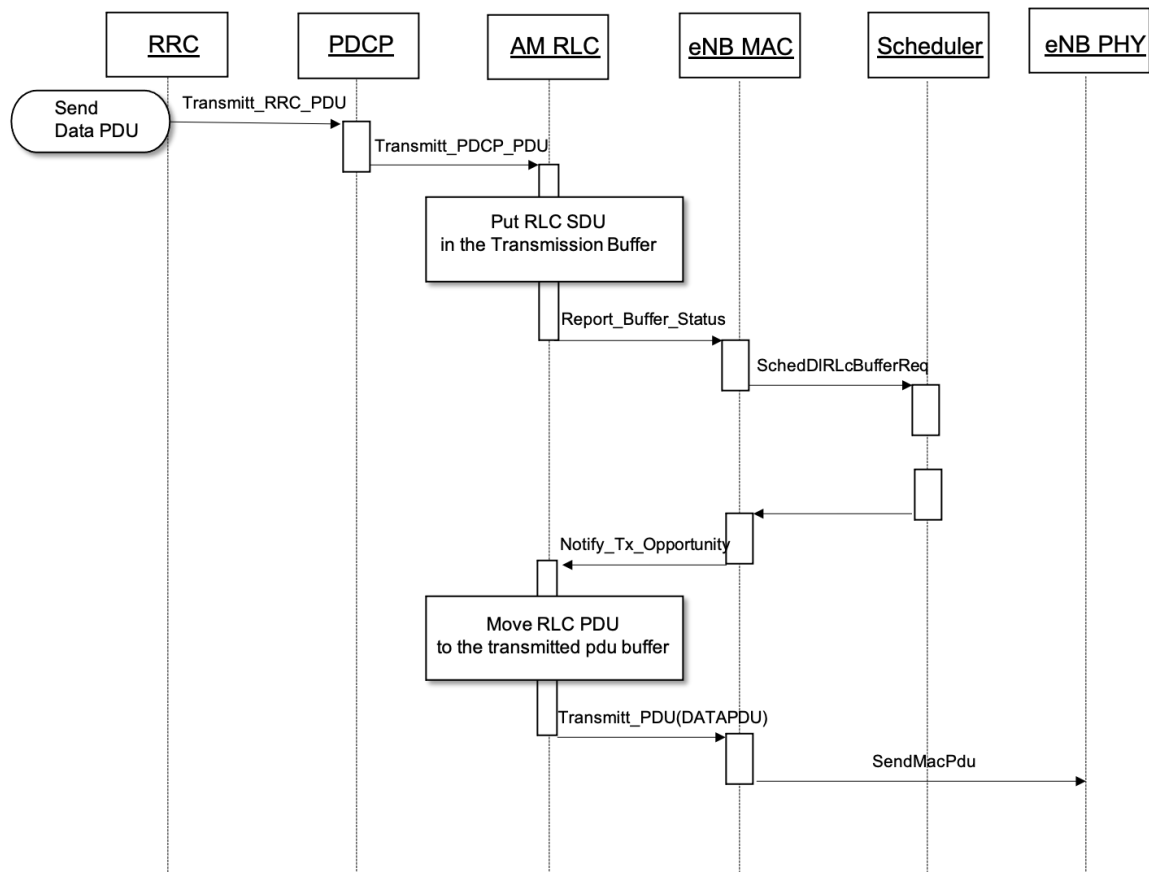 RRC
PDCP
AM RLC
eNB MAC
Scheduler
eNB PHY
Send
Data PDU
Transmitt_RRC_PDU
Transmitt_PDCP_PDU
Put RLC SDU
in the Transmission Buffer
Report_Buffer_Status
SchedDlRLcBufferReq
Notify_Tx_Opportunity
Move RLC PDU
to the transmitted pdu buffer
Transmitt_PDU(DATAPDU)
SendMacPdu